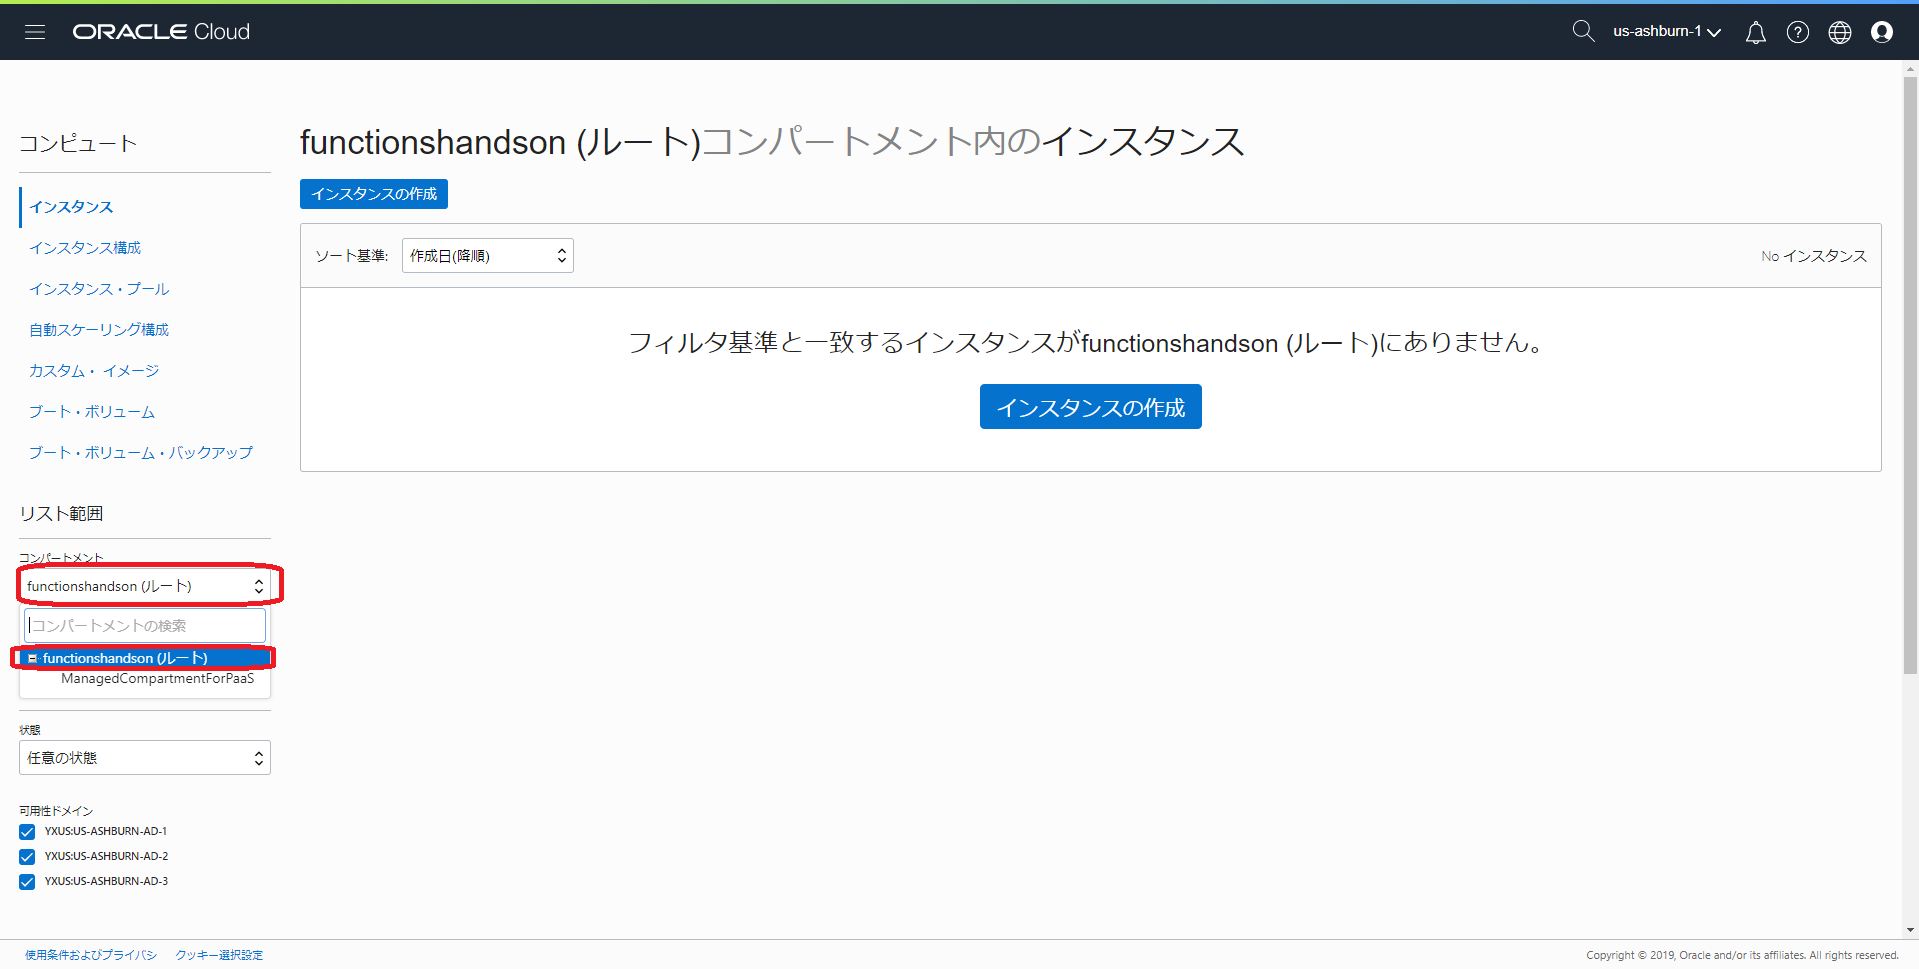 ORACLE Cloud
us-ashburn-1
コンピュート
インスタンス
インスタンス構成
インスタンス・プール
自動スケーリング構成
カスタム・ イメージ
ブート・ボリューム
ブート・ボリューム・バックアップ
リスト範囲
コンパートメント
functionshandson (ルート)
コンパートメントの検索
functionshandson (ルート)
ManagedCompartmentForPaaS
状態
任意の状態
可用性ドメイン
YXUS:US-ASHBURN-AD-1
YXUS:US-ASHBURN-AD-2
YXUS:US-ASHBURN-AD-3
functionshandson (ルート)コンパートメント内のインスタンス
インスタンスの作成
ソート基準: 作成日(降順)
No インスタンス
フィルタ基準と一致するインスタンスがfunctionshandson (ルート)にありません。
インスタンスの作成
使用条件およびプライバシ クッキー選択設定
Copyright © 2019, Oracle and/or its affiliates. All rights reserved.